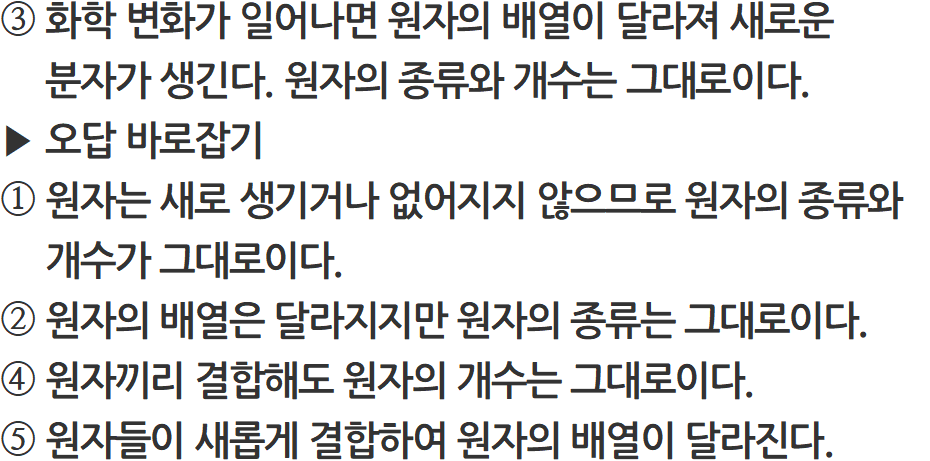 ③ 화학 변화가 일어나면 원자의 배열이 달라져 새로운
분자가 생긴다. 원자의 종류와 개수는 그대로이다.
▶ 오답 바로잡기
① 원자는 새로 생기거나 없어지지 않으므로 원자의 종류와
개수가 그대로이다.
② 원자의 배열은 달라지지만 원자의 종류는 그대로이다.
④ 원자끼리 결합해도 원자의 개수는 그대로이다.
⑤ 원자들이 새롭게 결합하여 원자의 배열이 달라진다.